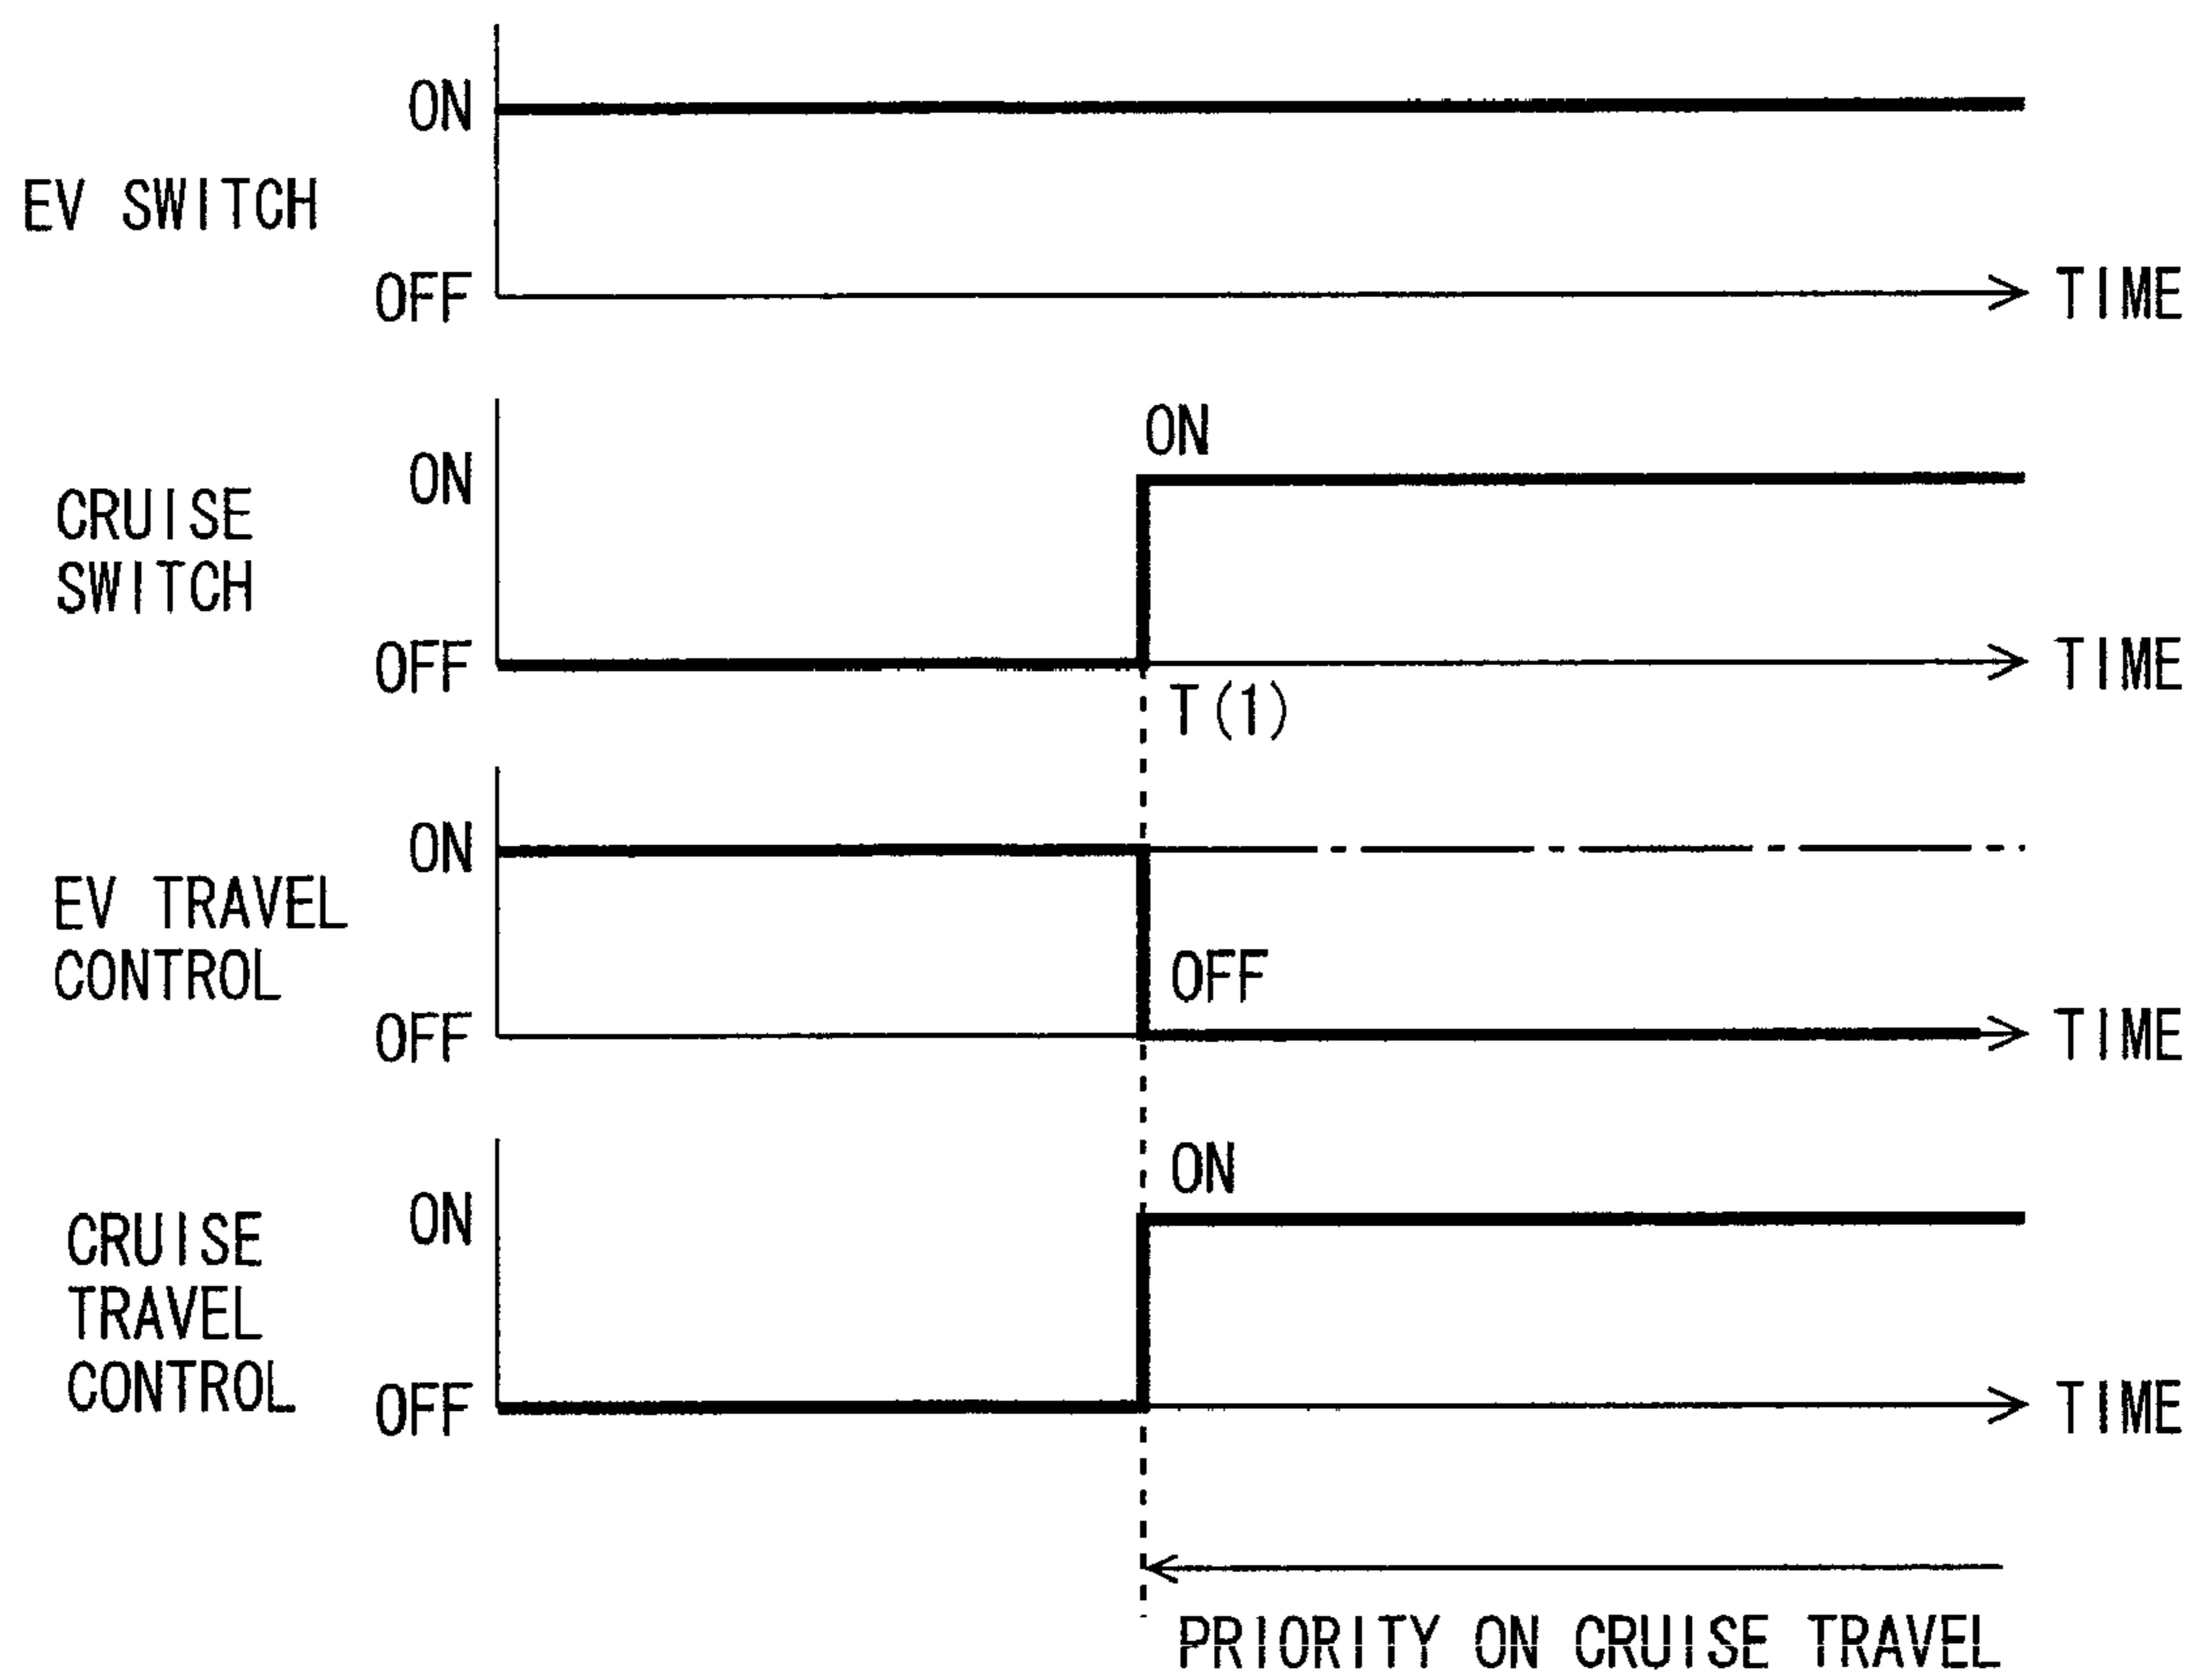 ON
EV SWITCH
OFF
TIME
ON
ON
CRUISE
SWITCH
OFF
TIME
T(1)
ON
EV TRAVEL
CONTROL
OFF
OFF
TIME
ON
ON
CRUISE
TRAVEL
CONTROL
OFF
TIME
PRIORITY ON CRUISE TRAVEL